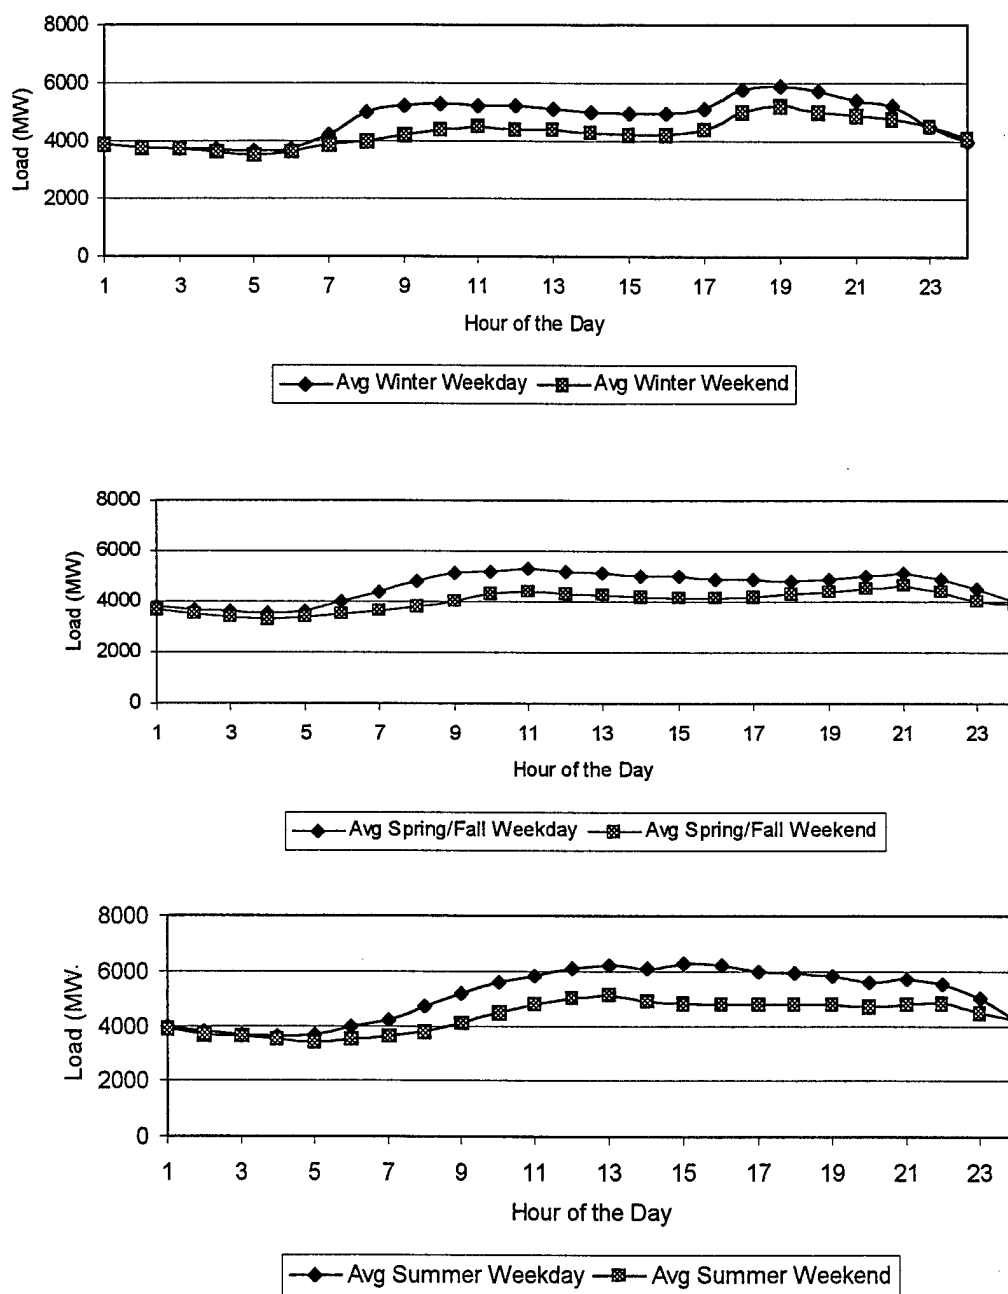 8000
6000
4000
2000
0
Load (MW)
1 3 5 7 9 11 13 15 17 19 21 23
Hour of the Day
Avg Winter Weekday Avg Winter Weekend
8000
6000
4000
2000
0
Load (MW)
1 3 5 7 9 11 13 15 17 19 21 23
Hour of the Day
Avg Spring/Fall Weekday Avg Spring/Fall Weekend
8000
6000
4000
2000
0
Load (MW.
1 3 5 7 9 11 13 15 17 19 21 23
Hour of the Day
Avg Summer Weekday Avg Summer Weekend